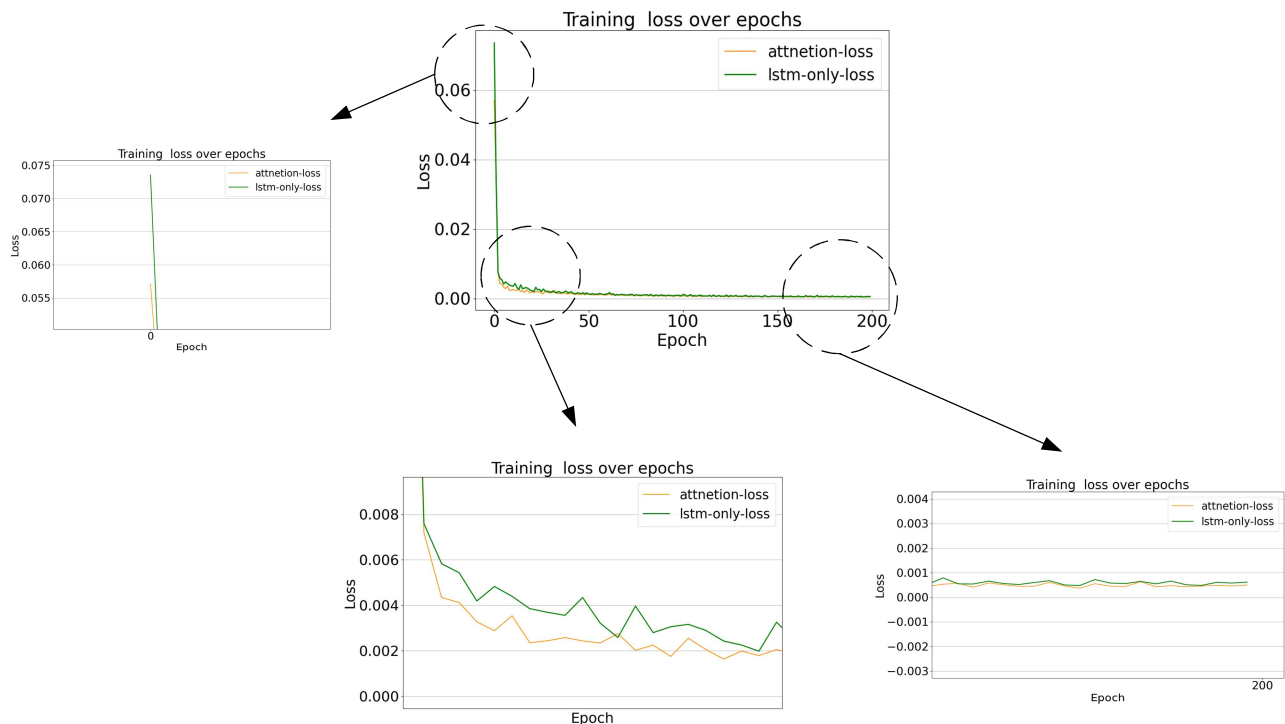 Training  loss over epochs
attnetion-loss
lstm-only-loss
0.06
0.04
0.02
0.00
Loss
0
50
100
150
200
Epoch
Training  loss over epochs
attnetion-loss
lstm-only-loss
0.075
0.070
0.065
0.060
0.055
Loss
0
Epoch
Training  loss over epochs
attnetion-loss
lstm-only-loss
0.008
0.006
0.004
0.002
0.000
Loss
Epoch
Training  loss over epochs
attnetion-loss
lstm-only-loss
0.004
0.003
0.002
0.001
0.000
−0.001
−0.002
−0.003
Loss
200
Epoch